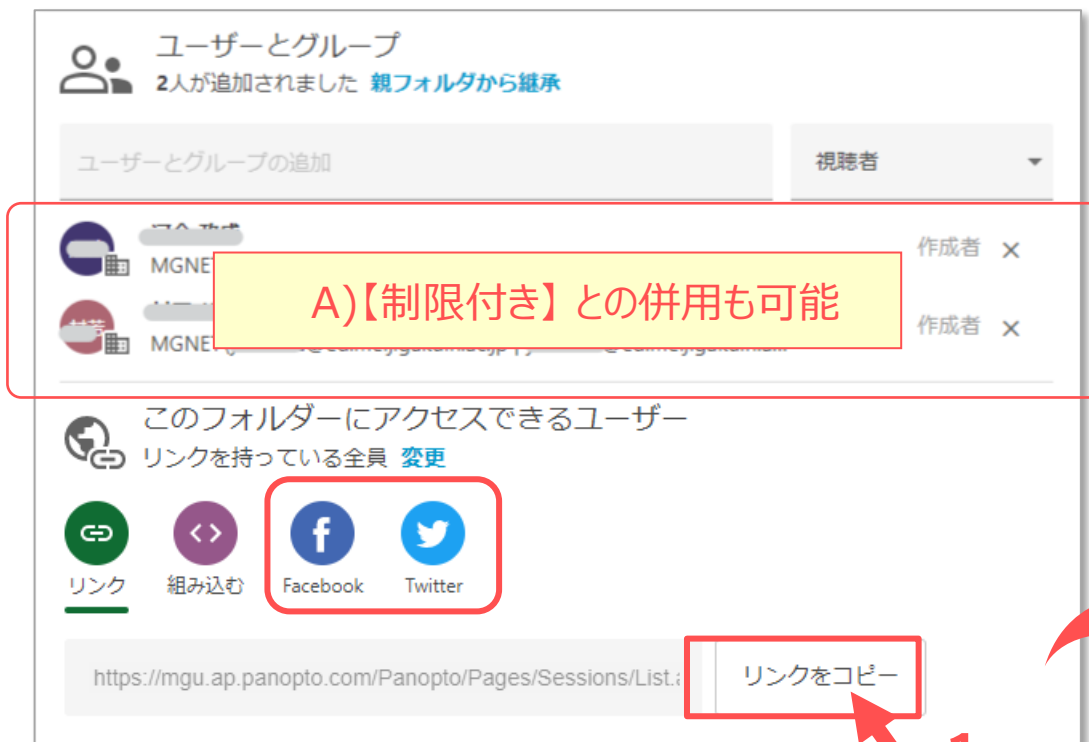 ユーザーとグループ
2人が追加されました 親フォルダから継承
ユーザーとグループの追加 視聴者
作成者
MGNE
A)【制限付き】との併用も可能
作成者
MGNE
このフォルダーにアクセスできるユーザー
リンクを持っている全員 変更
リンク 組み込む Facebook Twitter
https://mgu.ap.panopto.com/Panopto/Pages/Sessions/List.a リンクをコピー
1